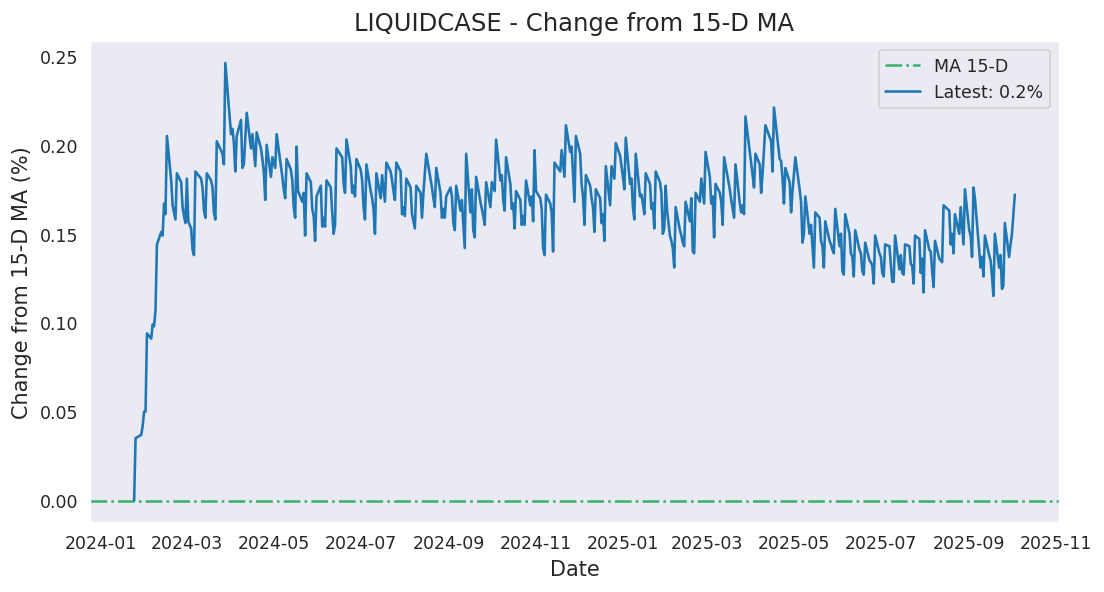 LIQUIDCASE - Change from 15-D MA
MA 15-D
Latest: 0.2%
Change from 15-D MA (%)
0.25
0.20
0.15
0.10
0.05
0.00
2024-01 2024-03 2024-05 2024-07 2024-09 2024-11 2025-01 2025-03 2025-05 2025-07 2025-09 2025-11
Date